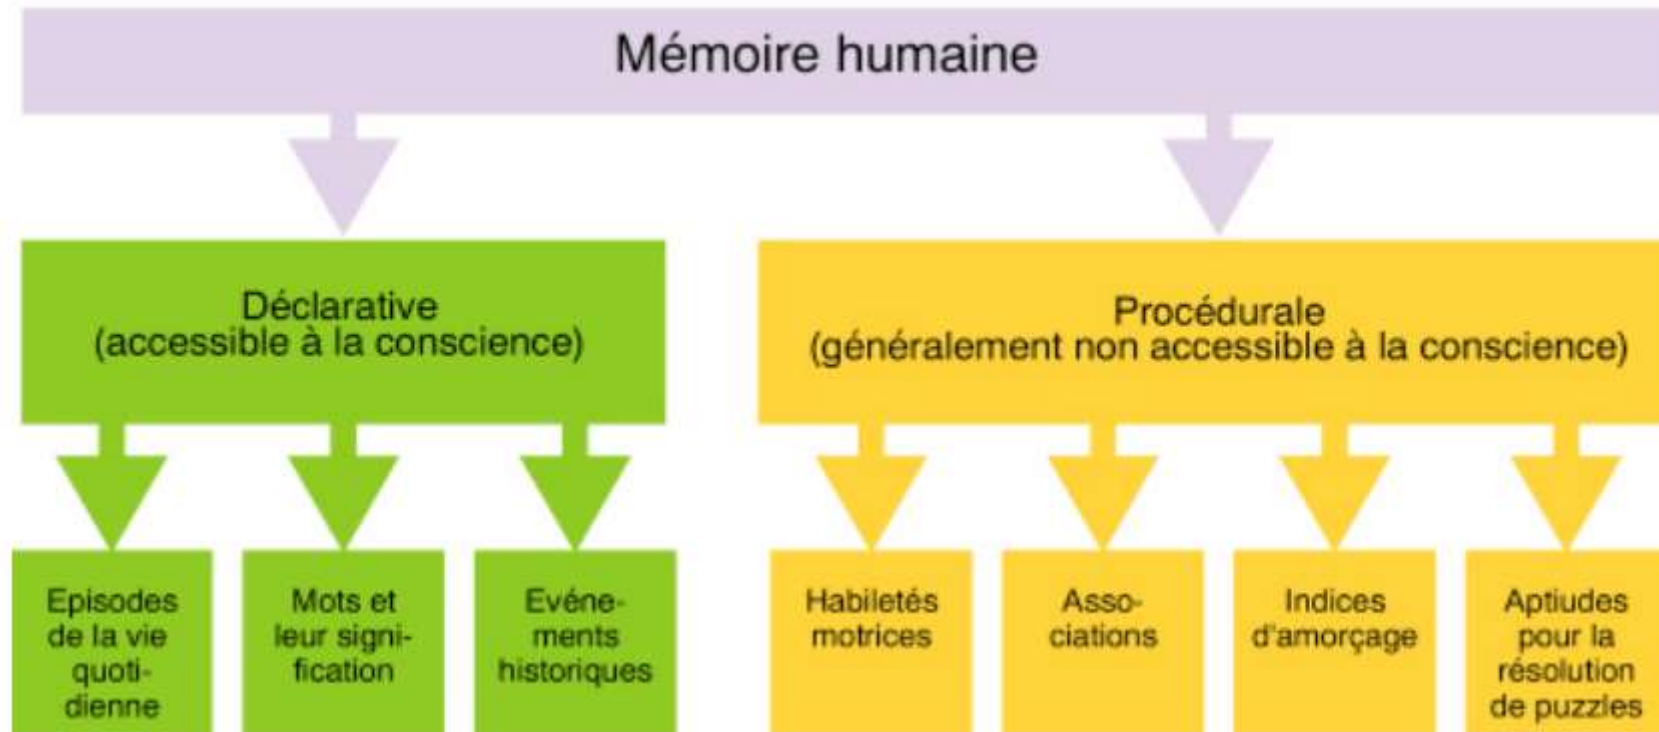 Mémoire humaine
Déclarative
(accessible à la conscience)
Procédurale
(généralement non accessible à la conscience)
Episodes
de la vie
quoti-
dienne
Mots et
leur signi-
fication
Evéne-
ments
historiques
Habiletés
motrices
Asso-
ciations
Indices
d'amorçage
Aptiudes
pour la
résolution
de puzzles